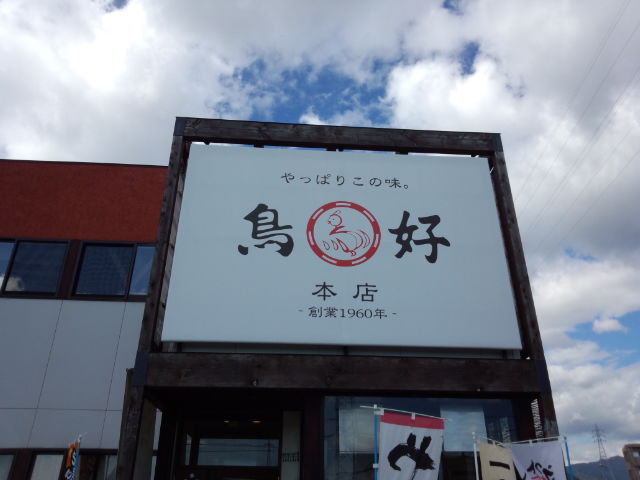 やっぱりこの味。
鳥好
本店
- 創業1960年 -